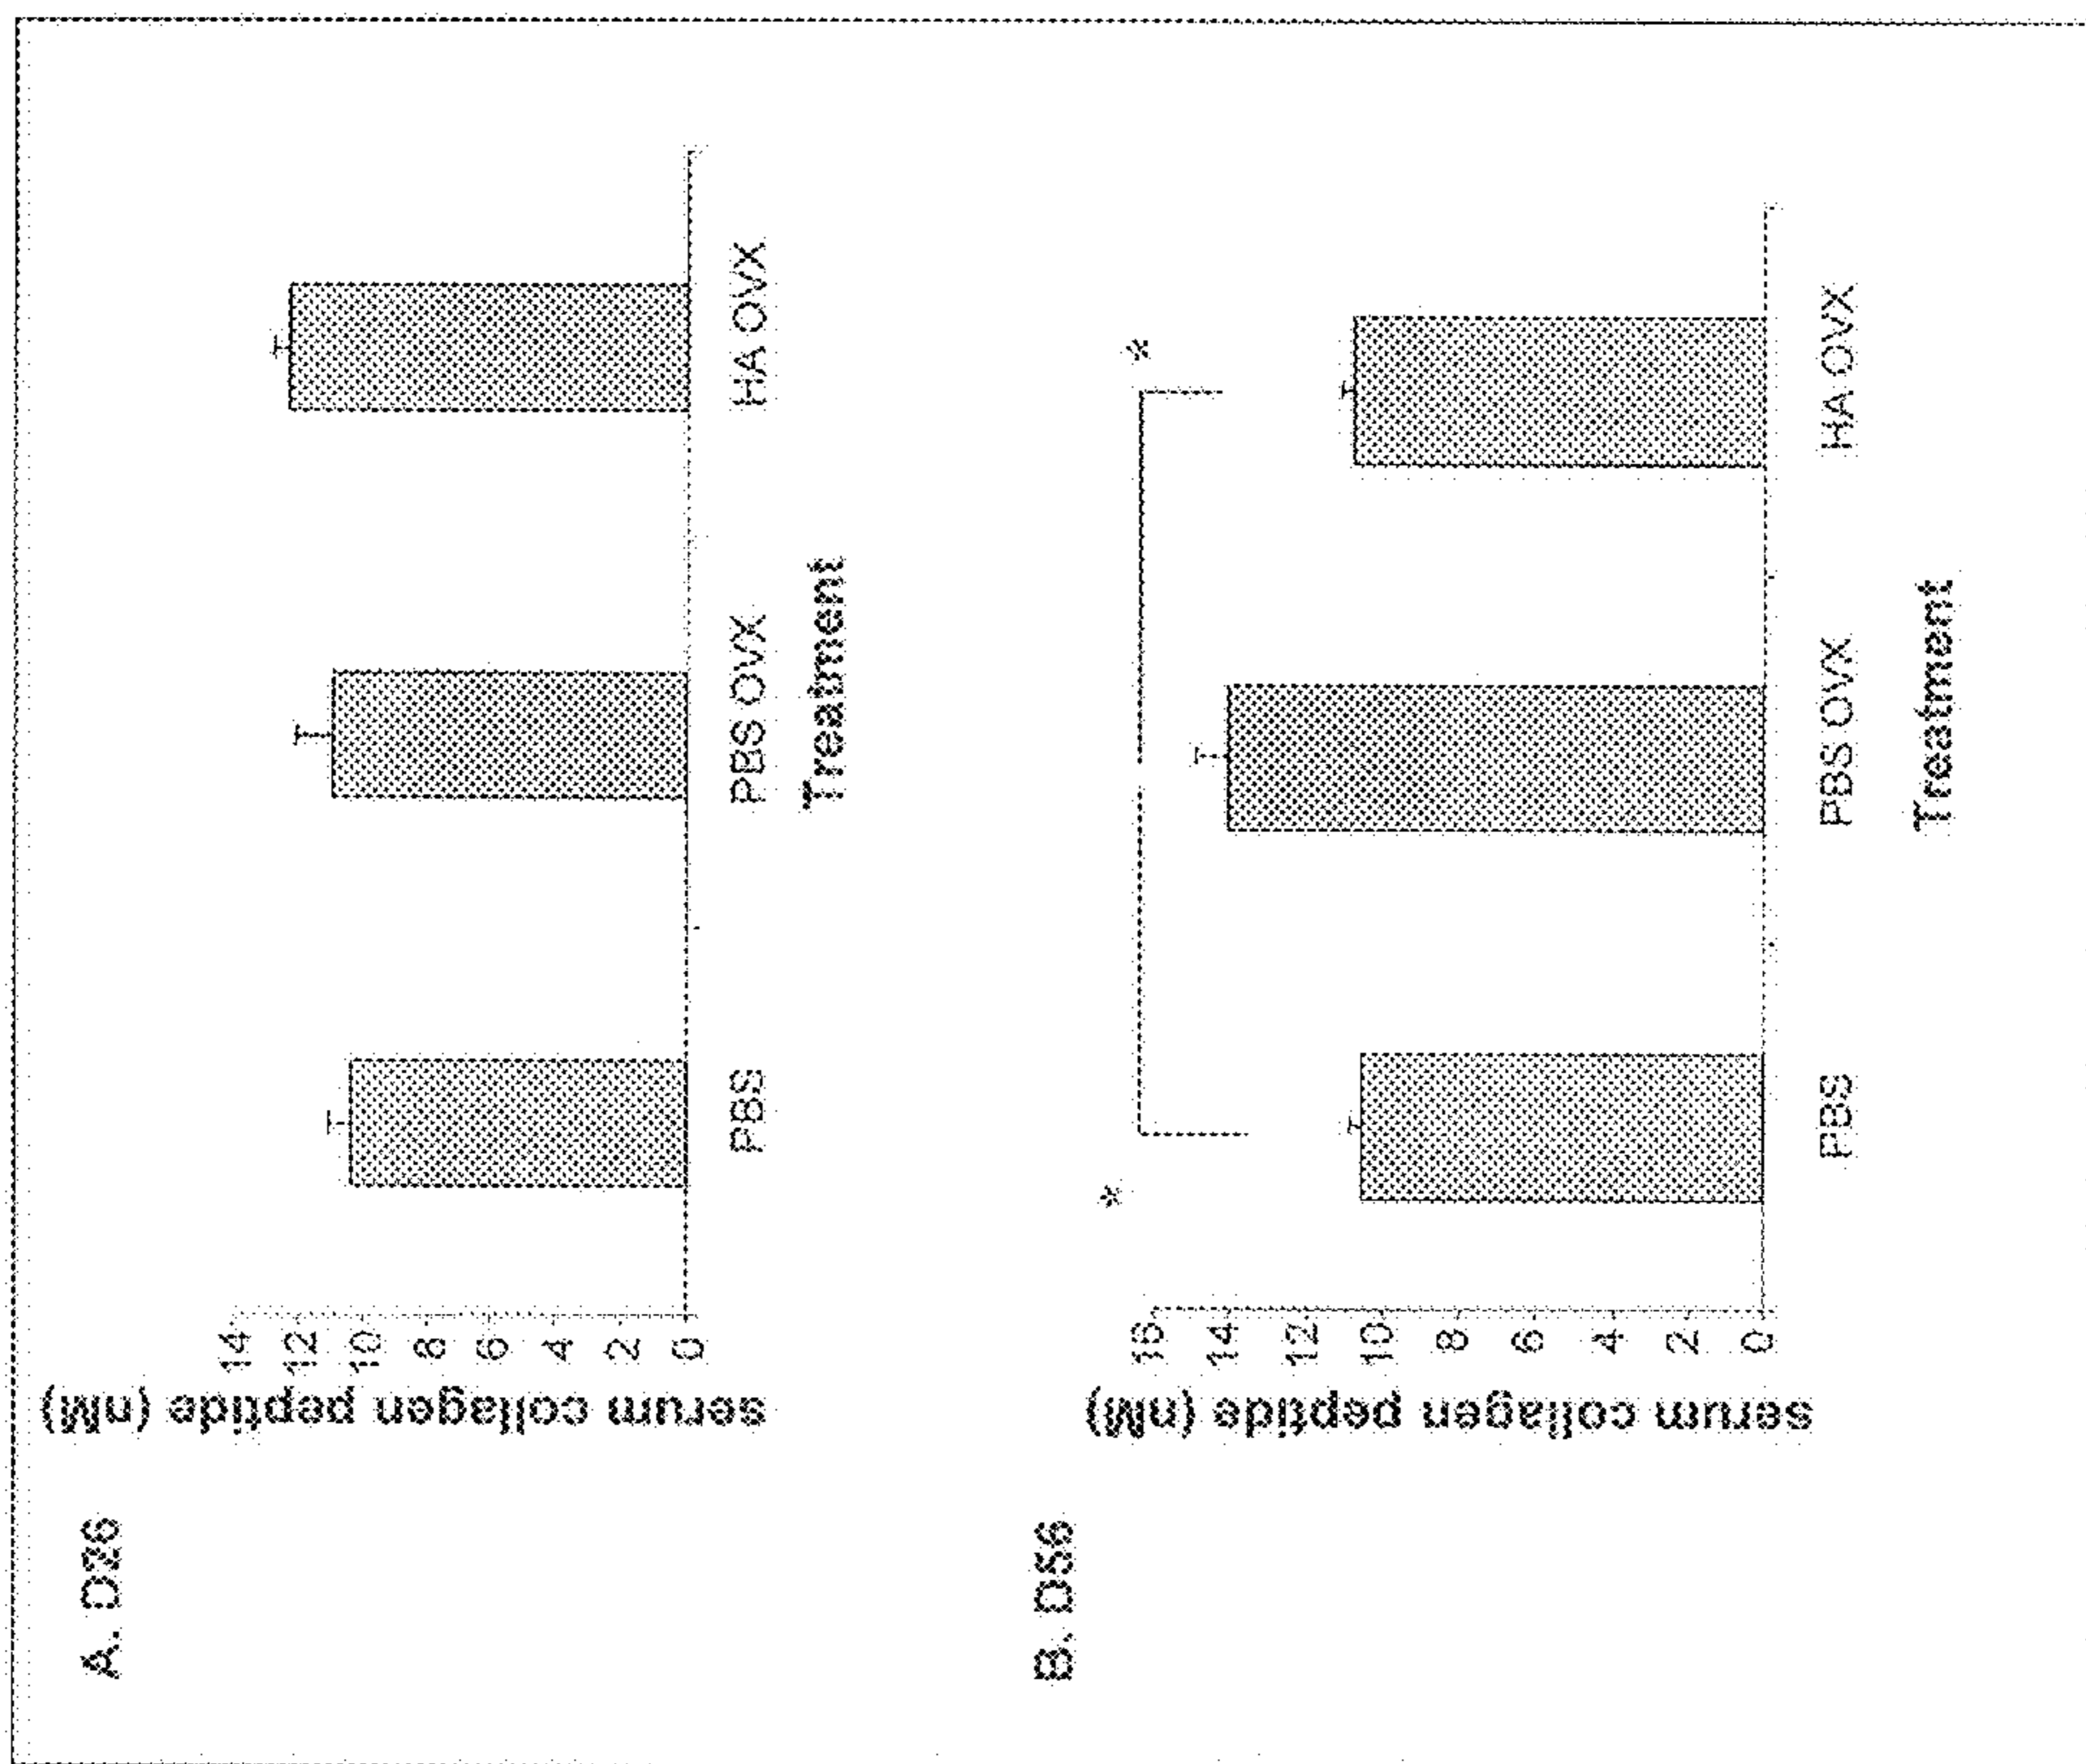 A. D26
serum collagen peptide (nM)
14
12
10
8
6
4
2
0
PBS
PBS OVX
HA OVX
Treatment
B. D56
serum collagen peptide (nM)
16
14
12
10
8
6
4
2
0
*
*
PBS
PBS OVX
HA OVX
Treatment